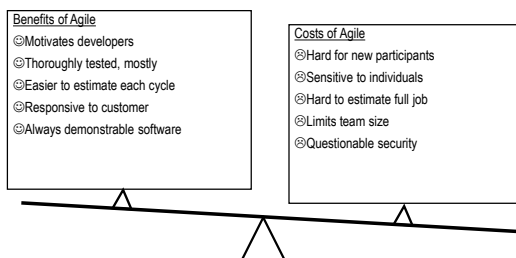 Benefits of Agile
☺Motivates developers
☺Thoroughly tested, mostly
☺Easier to estimate each cycle
☺Responsive to customer
☺Always demonstrable software
Costs of Agile
☹Hard for new participants
☹Sensitive to individuals
☹Hard to estimate full job
☹Limits team size
☹Questionable security